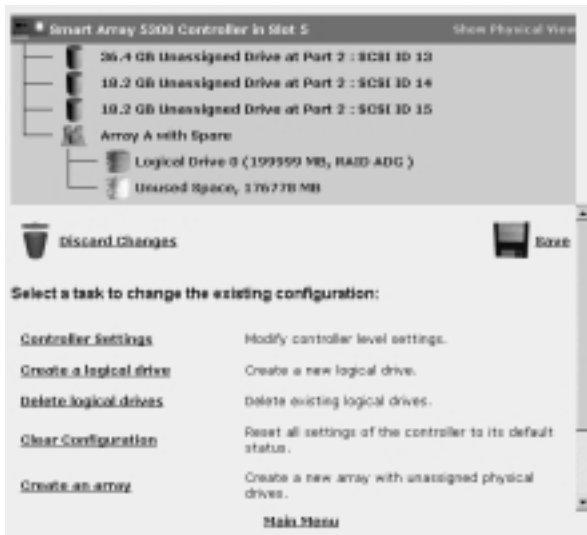 Smart Array 5300 Controller in Slot 5 Show Physical View
36.4 GB Unassigned Drive at Port 2 : SCSI ID 13
18.2 GB Unassigned Drive at Port 2 : SCSI ID 14
18.2 GB Unassigned Drive at Port 2 : SCSI ID 15
Array A with Spare
Logical Drive 0 (199999 MB, RAID ADG )
Unused Space, 176778 MB
Discard Changes Save
Select a task to change the existing configuration:
Controller Settings Modify controller level settings.
Create a logical drive Create a new logical drive.
Delete logical drives Delete existing logical drives.
Clear Configuration Reset all settings of the controller to its default
status.
Create an array Create a new array with unassigned physical
drives.
Main Menu